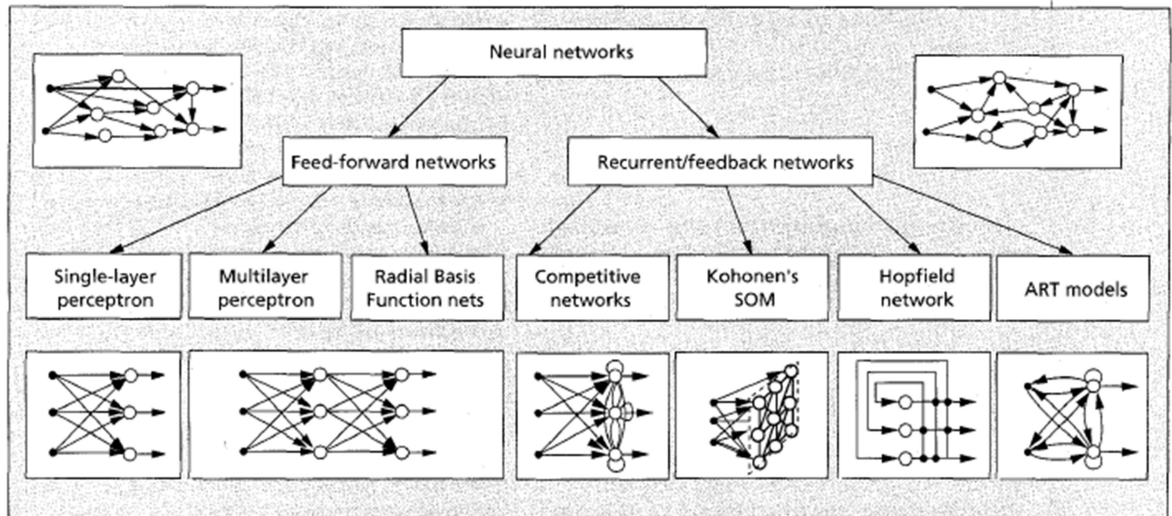 Neural networks
Feed-forward networks
Recurrent/feedback networks
Single-layer
perceptron
Multilayer
perceptron
Radial Basis
Function nets
Competitive
networks
Kohonen's
SOM
Hopfield
network
ART models